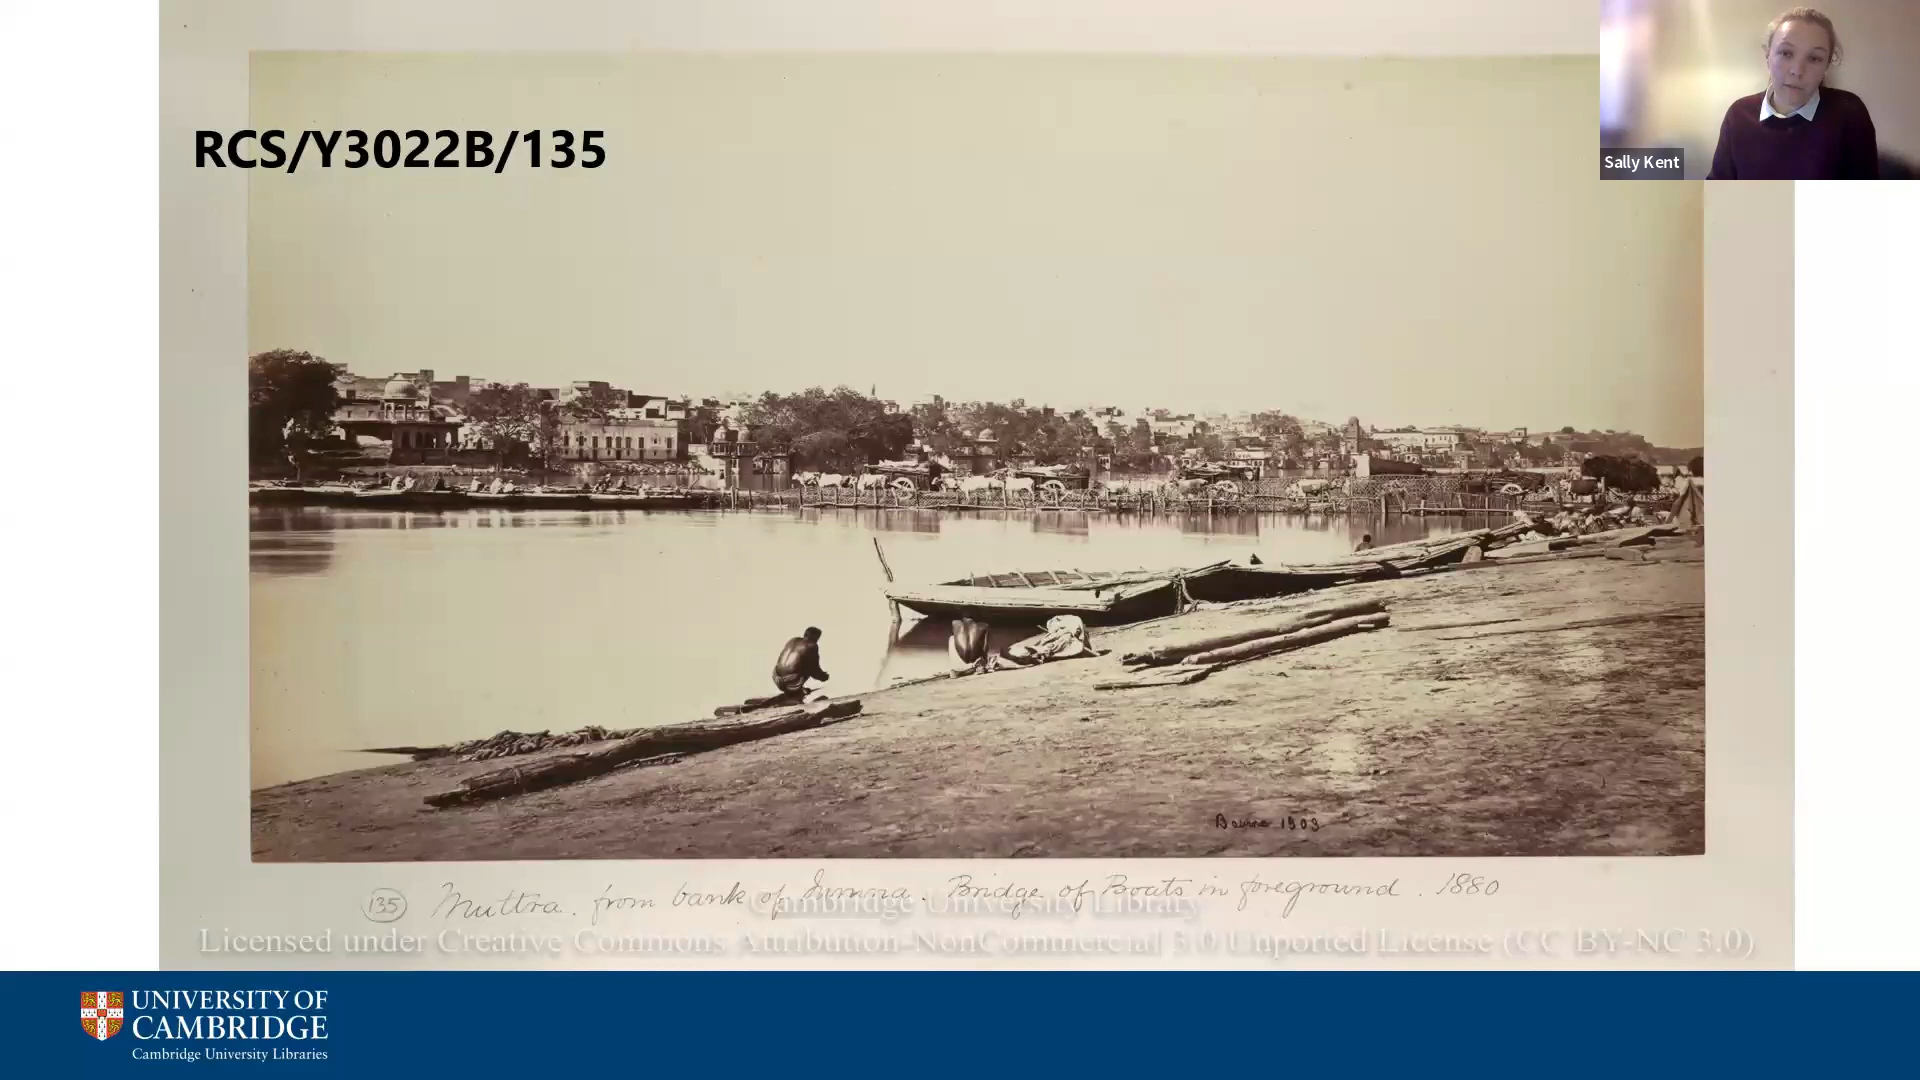 RCS/Y3022B/135
Sally Kent
Bourne 1903
135 Muttra. from bank of Jumna. Bridge of Boats in foreground. 1880
Cambridge University Library
Licensed under Creative Commons Attribution-NonCommercial 3.0 Unported License (CC BY-NC 3.0)
UNIVERSITY OF
CAMBRIDGE
Cambridge University Libraries